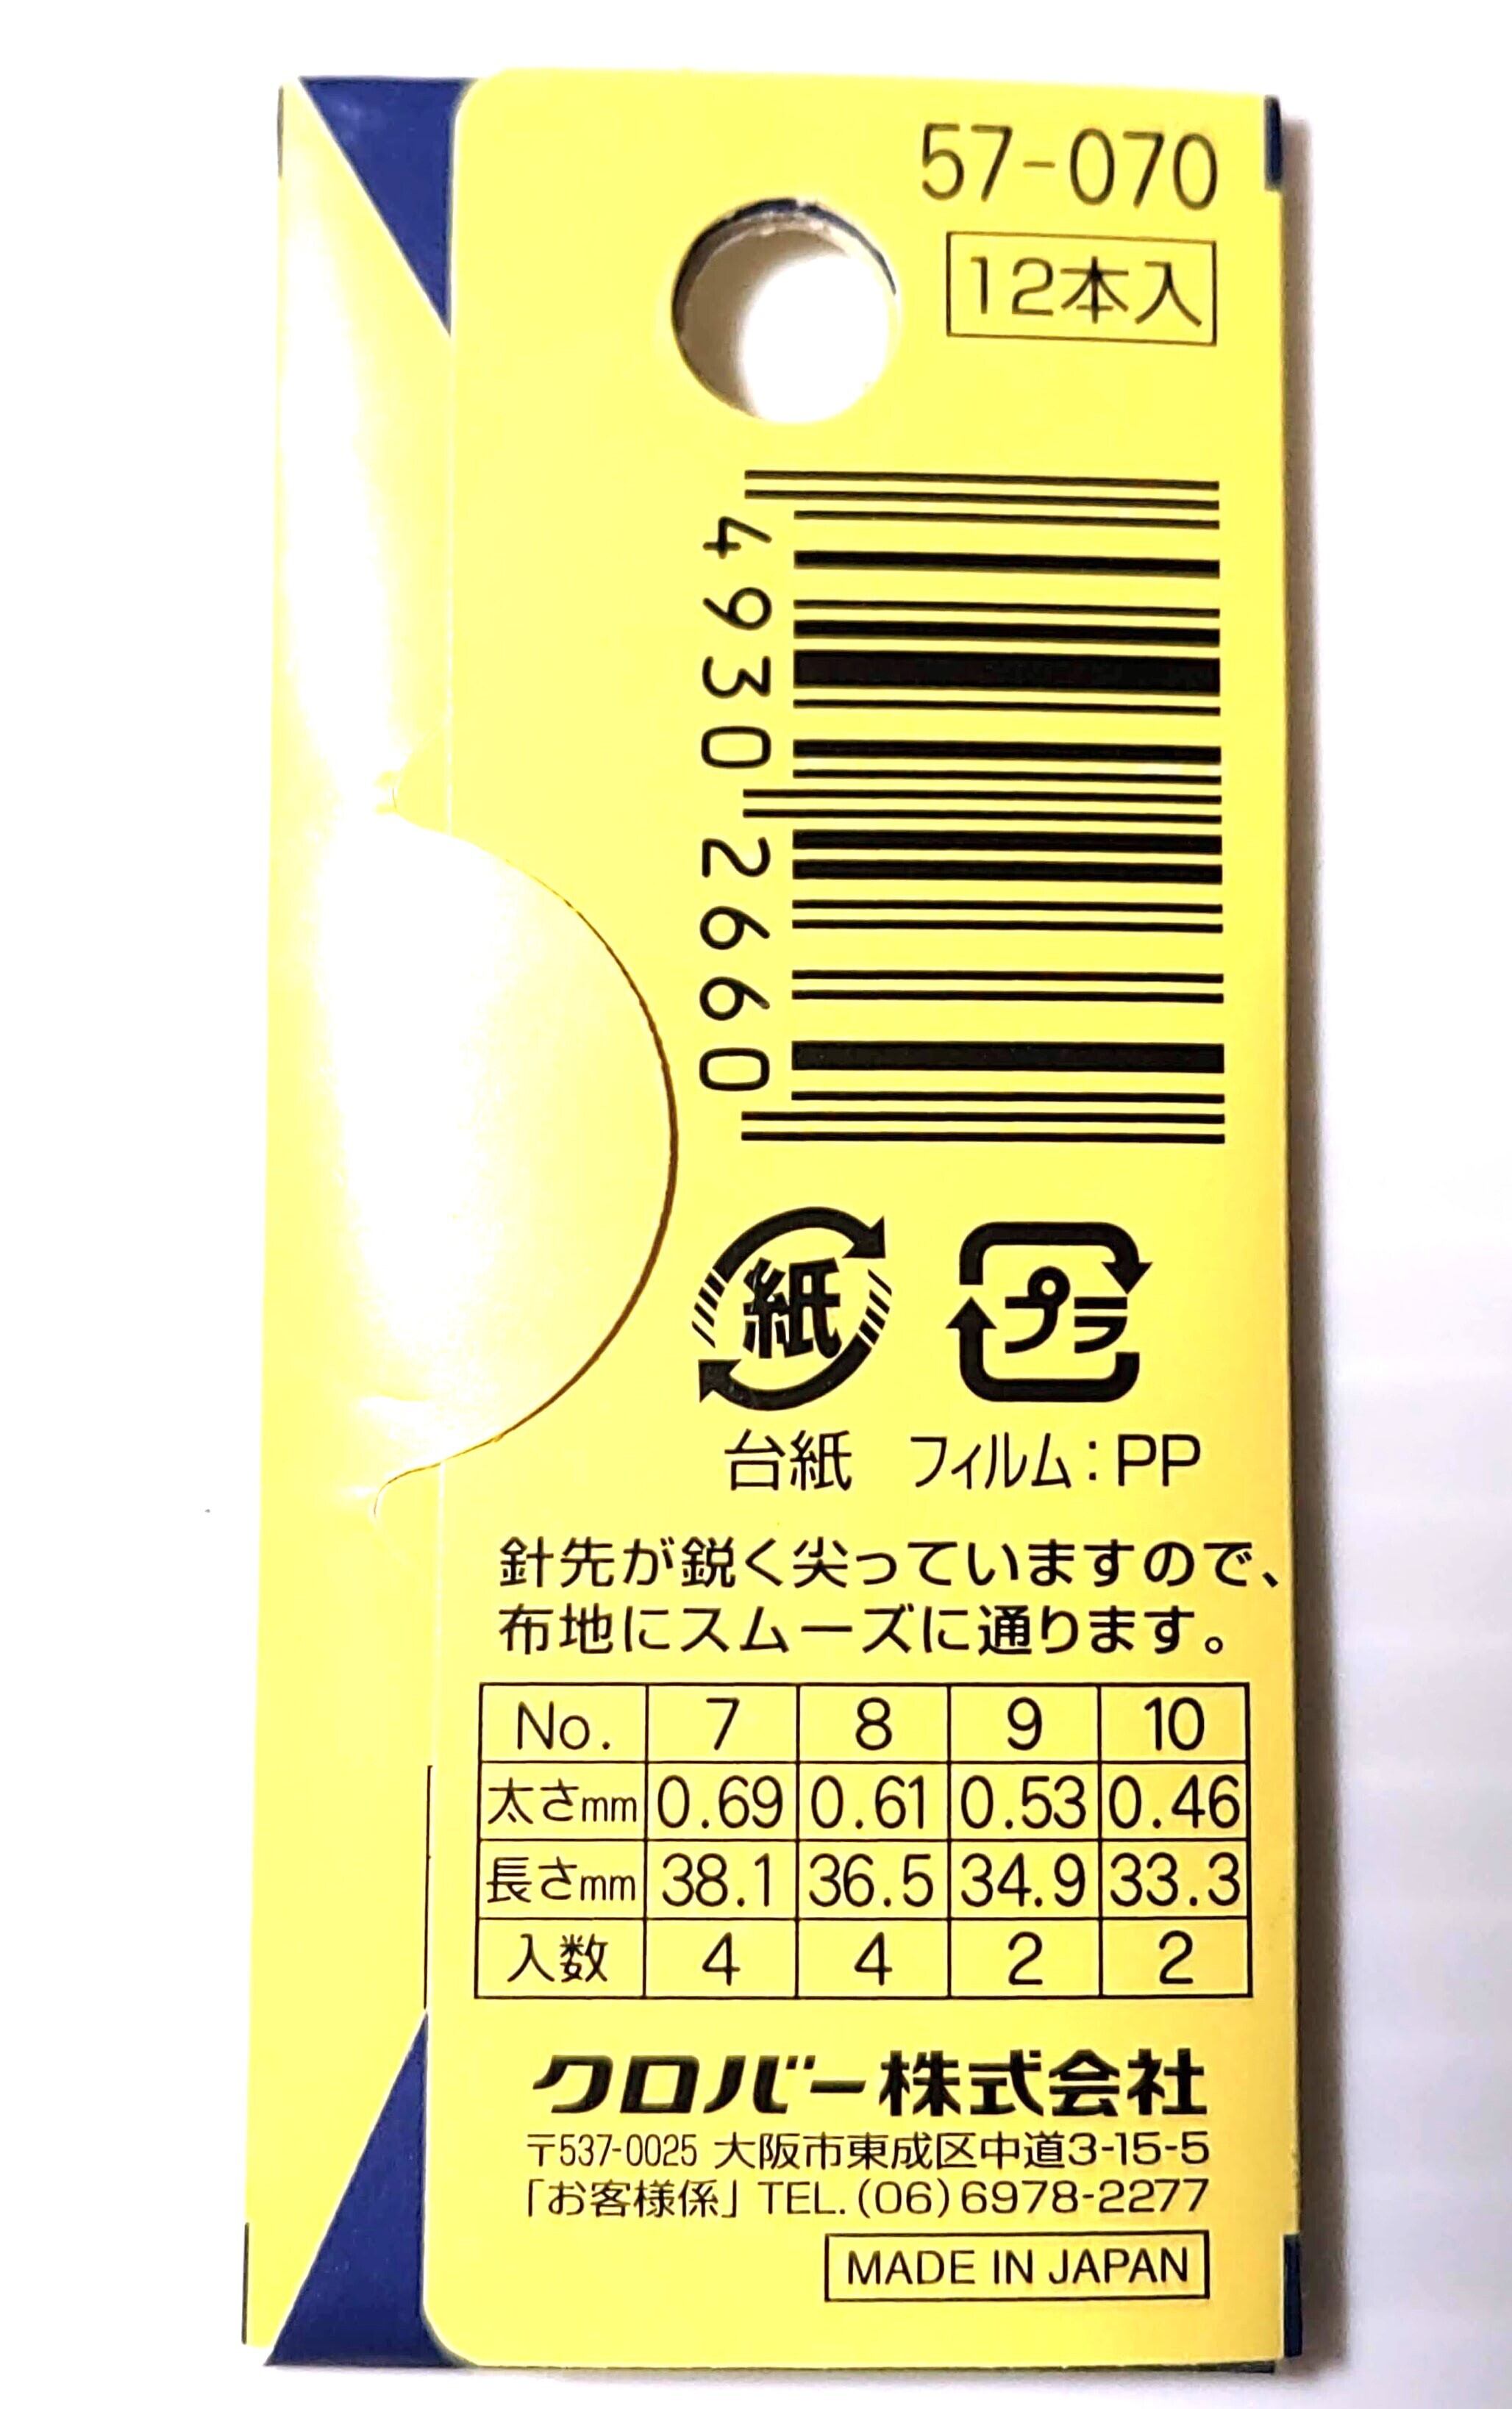 57-070
12本入
4930 2660
紙
プラ
台紙 フィルム:PP
針先が鋭く尖っていますので、
布地にスムーズに通ります。
No. 7 8 9 10
太さmm 0.69 0.61 0.53 0.46
長さmm 38.1 36.5 34.9 33.3
入数 4 4 2 2
クロバー株式会社
〒537-0025 大阪市東成区中道3-15-5
「お客様係」 TEL.(06)6978-2277
MADE IN JAPAN